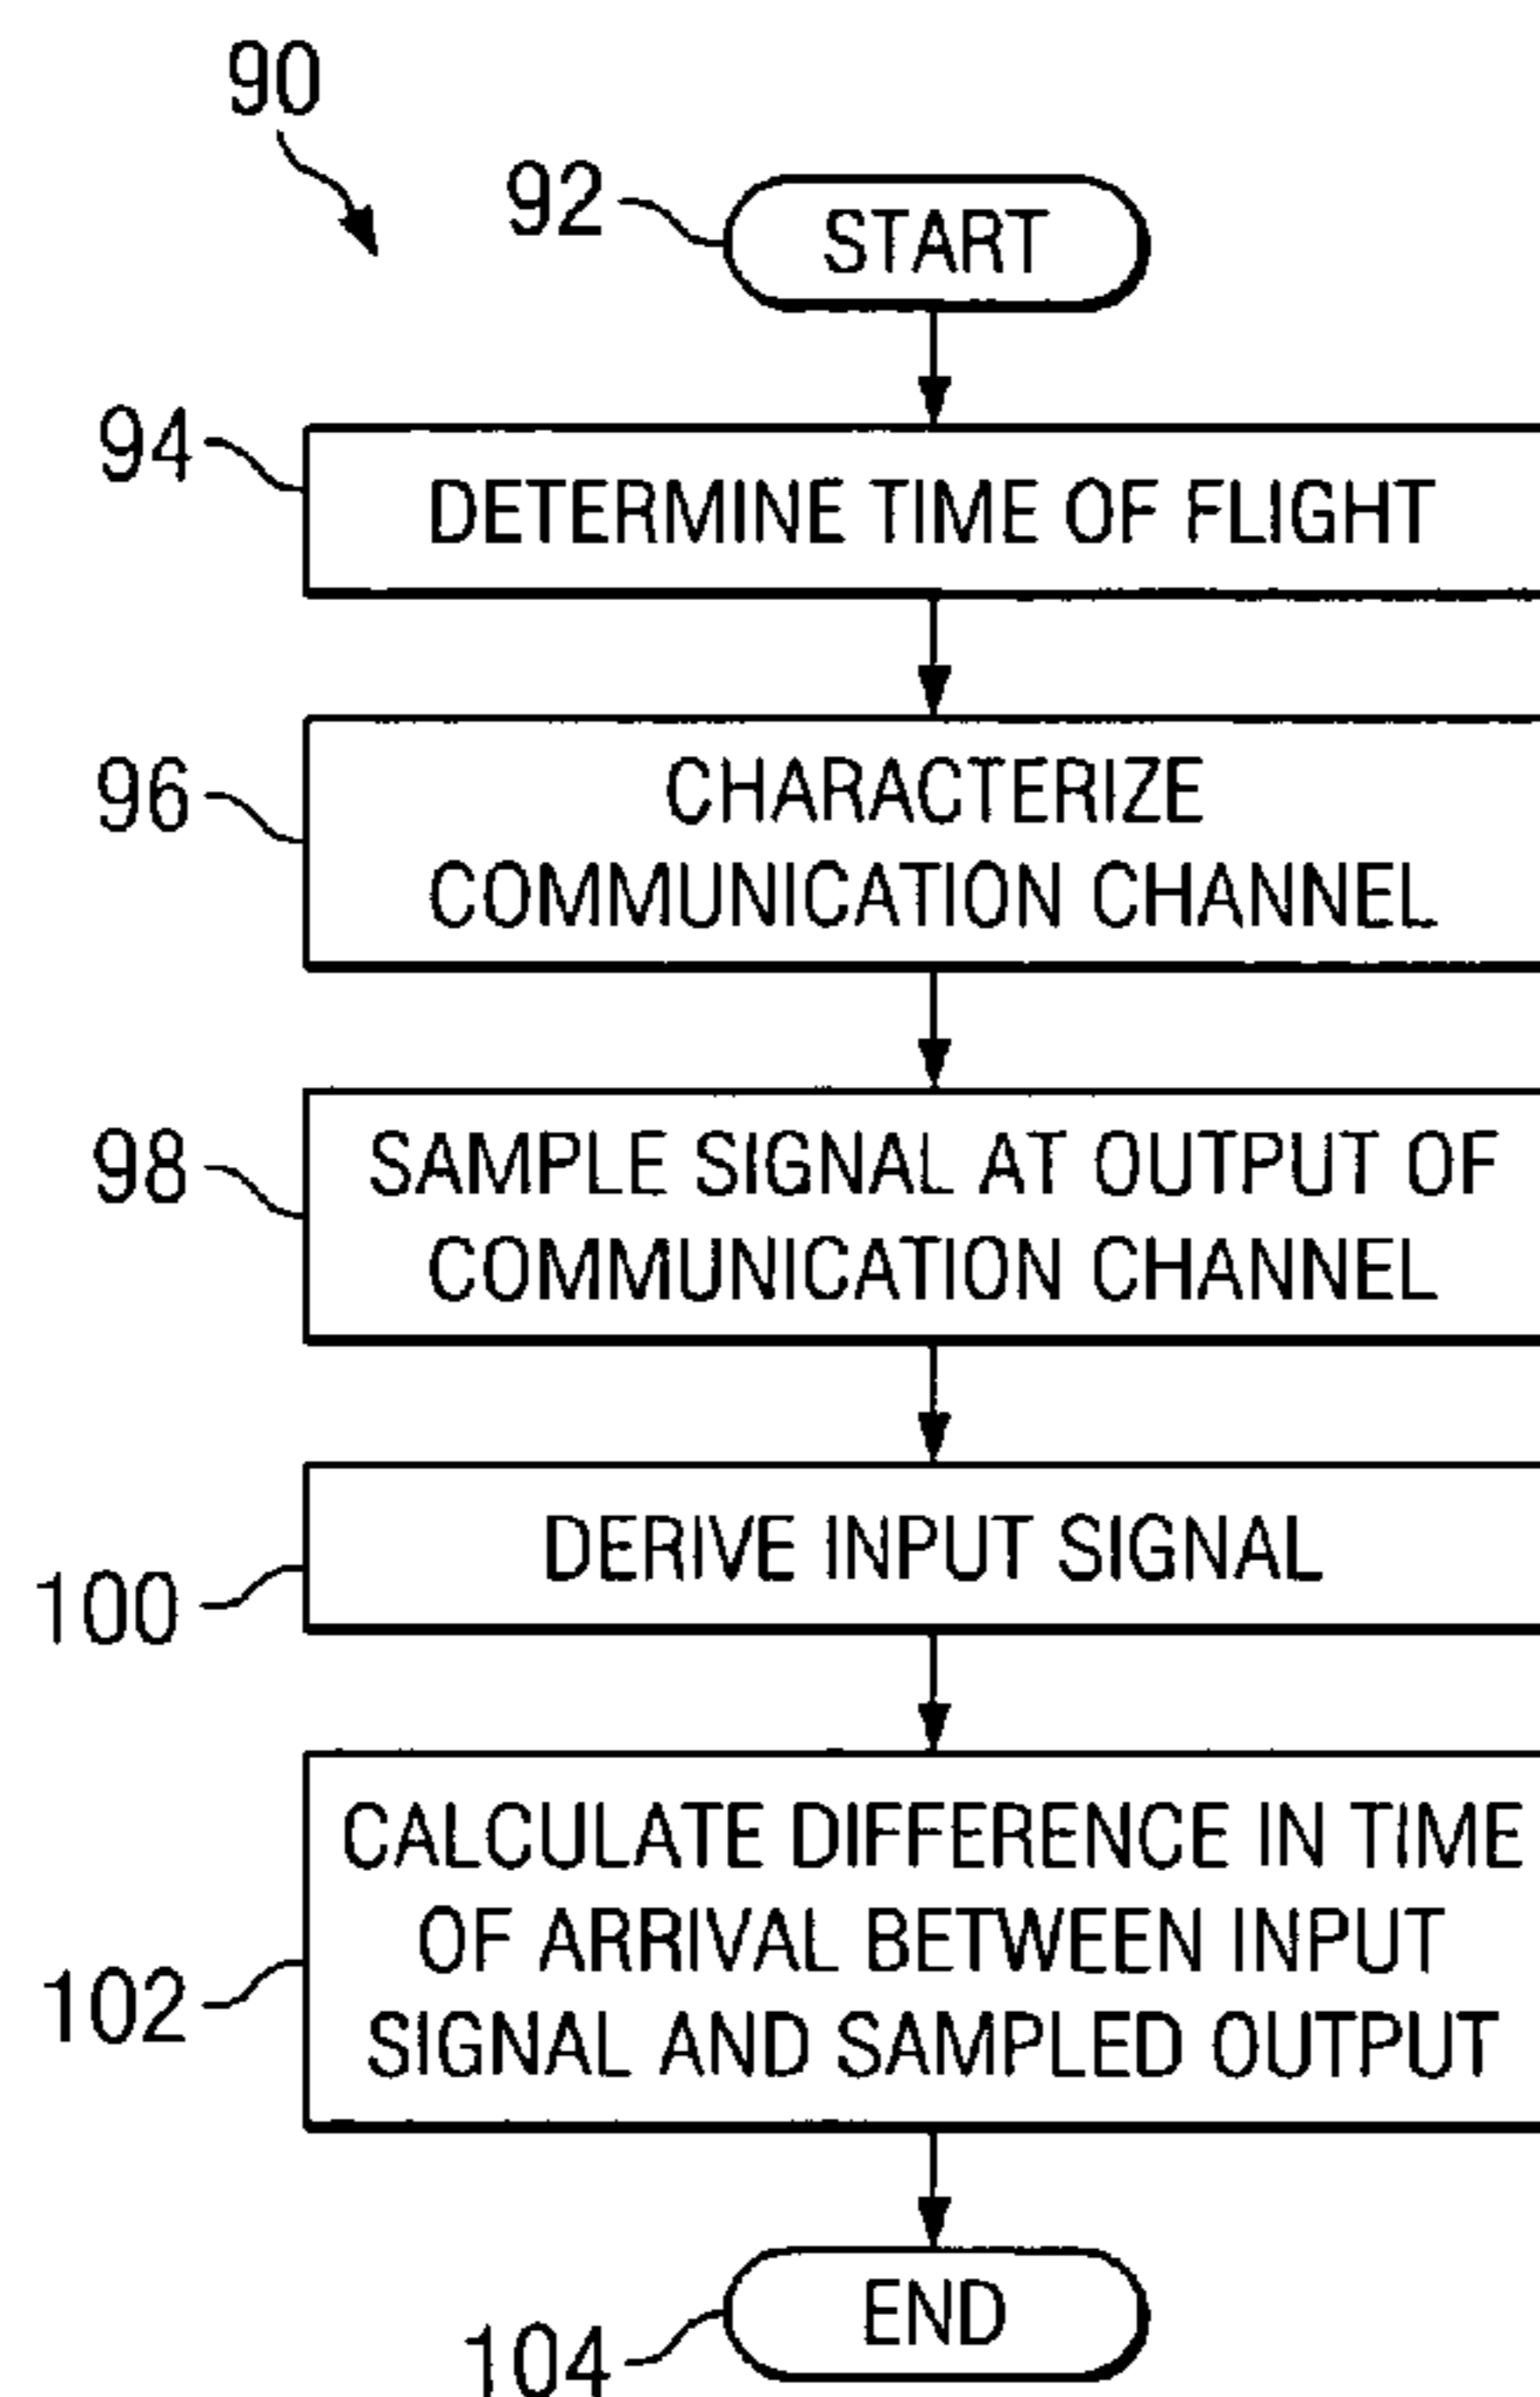 90
92
START
94
DETERMINE TIME OF FLIGHT
96
CHARACTERIZE
COMMUNICATION CHANNEL
98
SAMPLE SIGNAL AT OUTPUT OF
COMMUNICATION CHANNEL
100
DERIVE INPUT SIGNAL
102
CALCULATE DIFFERENCE IN TIME
OF ARRIVAL BETWEEN INPUT
SIGNAL AND SAMPLED OUTPUT
104
END